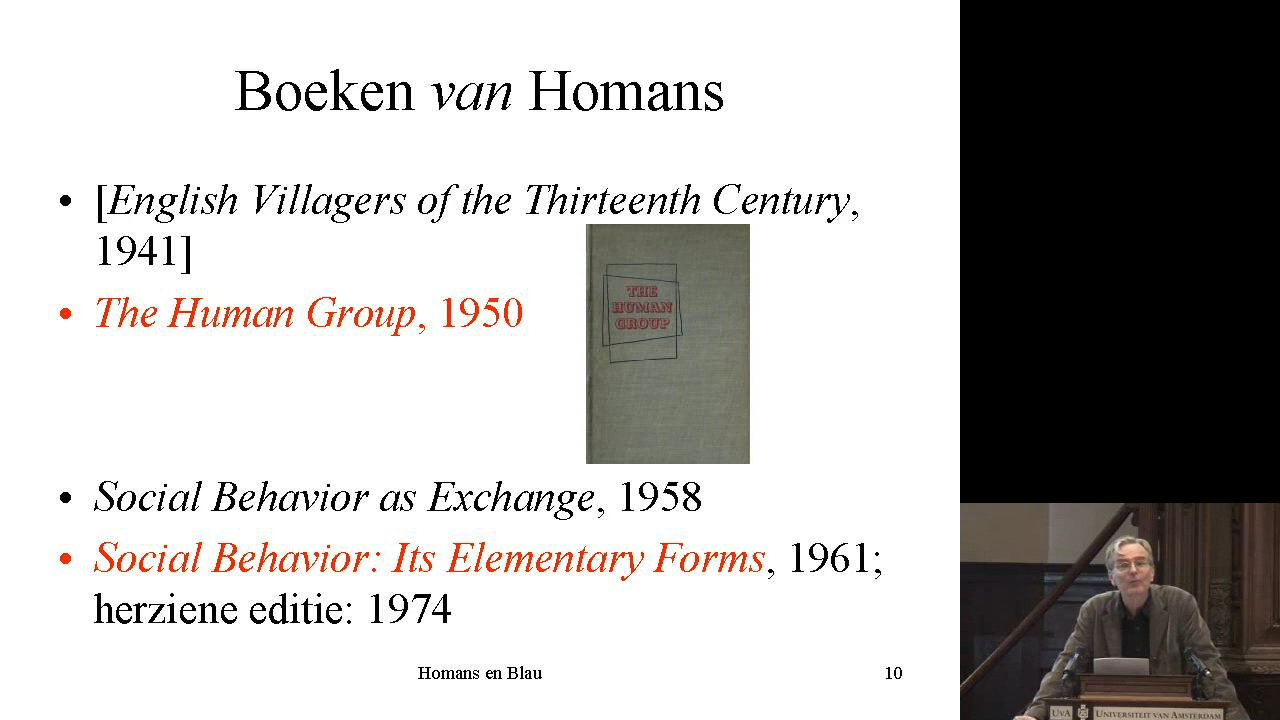 Boeken van Homans
• [English Villagers of the Thirteenth Century,
1941]
• The Human Group, 1950
THE
HUMAN
GROUP
• Social Behavior as Exchange, 1958
• Social Behavior: Its Elementary Forms, 1961;
herziene editie: 1974
Homans en Blau
10
UvA UNIVERSITEIT VAN AMSTERDAM